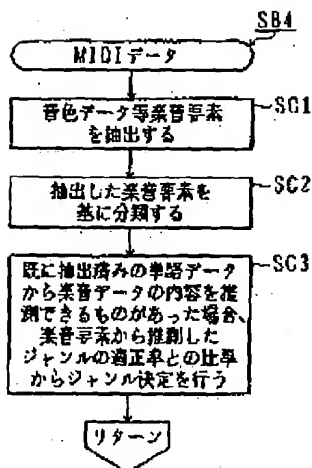 SB4
MIDIデータ
音色データ等楽音要素
を抽出する
SC1
抽出した楽音要素を
基に分類する
SC2
既に抽出済みの単語データ
から楽音データの内容を推
測できるものがあった場合、
楽音要素から推測した
ジャンルの適正率との比率
からジャンル決定を行う
SC3
リターン